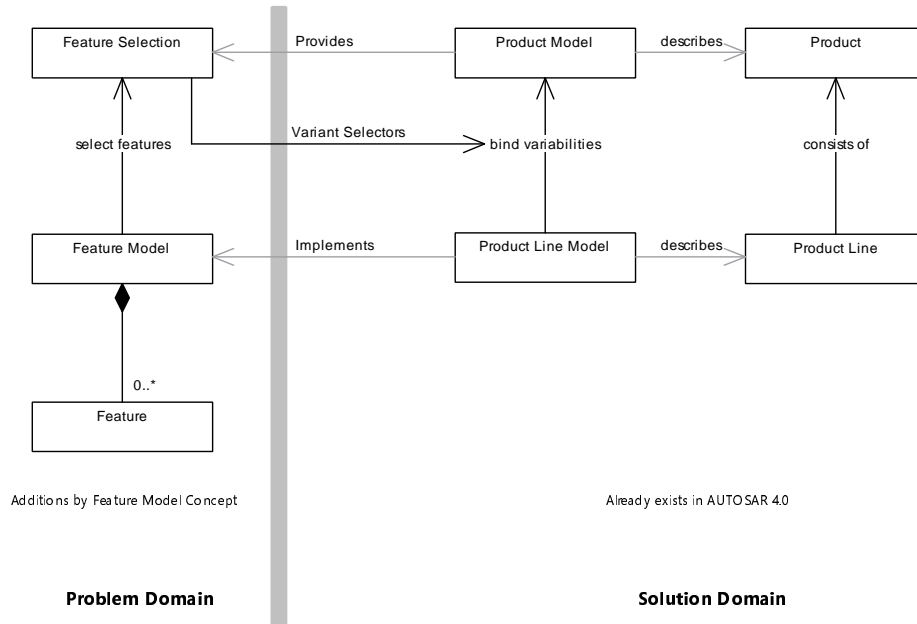 Feature Selection
Provides
Product Model
describes
Product
Variant Selectors
select features
bind variabilities
consists of
Feature Model
Implements
Product Line Model
describes
Product Line
0..*
Feature
Additions by Feature Model Concept
Already exists in AUTOSAR 4.0
Problem Domain
Solution Domain